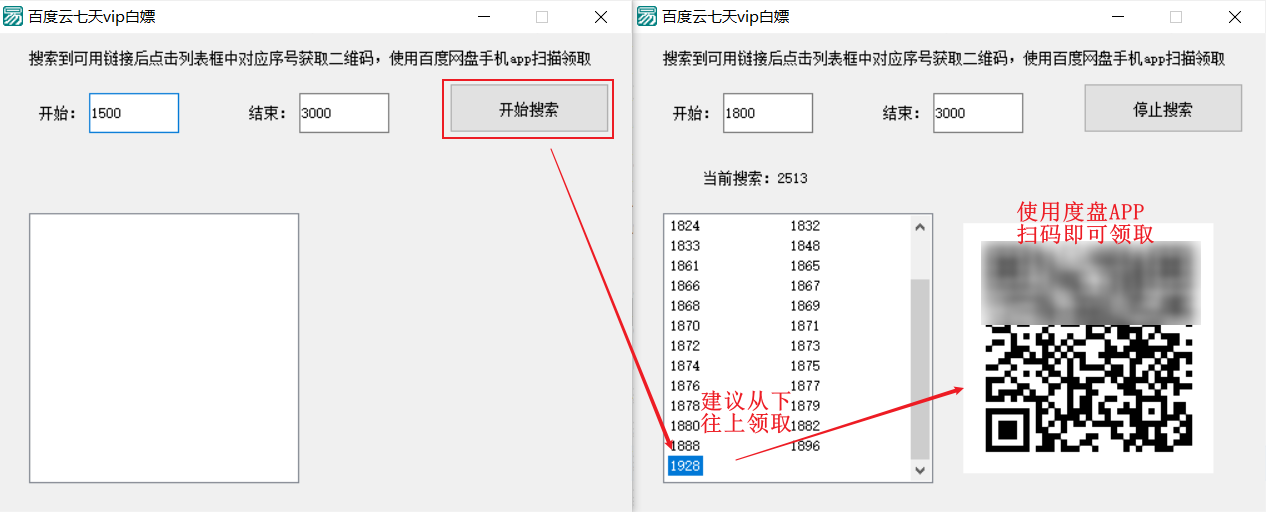 百度云七天vip白嫖
搜索到可用链接后点击列表框中对应序号获取二维码，使用百度网盘手机app扫描领取
开始： 1500 结束： 3000 开始搜索
百度云七天vip白嫖
搜索到可用链接后点击列表框中对应序号获取二维码，使用百度网盘手机app扫描领取
开始： 1800 结束： 3000 停止搜索
当前搜索：2513
1824 1832
1833 1848
1861 1865
1866 1867
1868 1869
1870 1871
1872 1873
1874 1875
1876 1877
1878 1879
1880 1882
1888 1896
1928
建议从下
往上领取
使用度盘APP
扫码即可领取